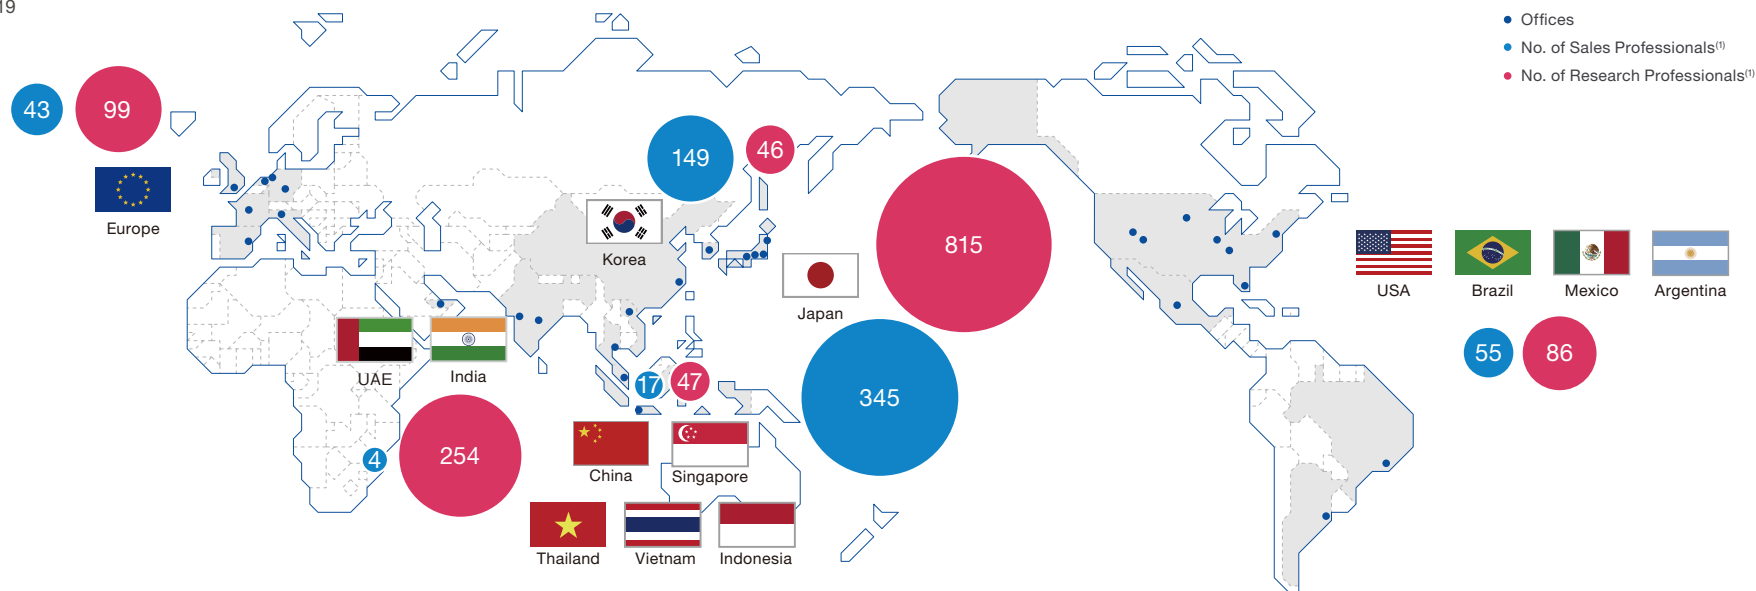 19
Offices
No. of Sales Professionals(1)
No. of Research Professionals(1)
43
99
Europe
149
46
Korea
815
Japan
345
USA
Brazil
Mexico
Argentina
55
86
UAE
India
4
254
17
47
China
Singapore
Thailand
Vietnam
Indonesia